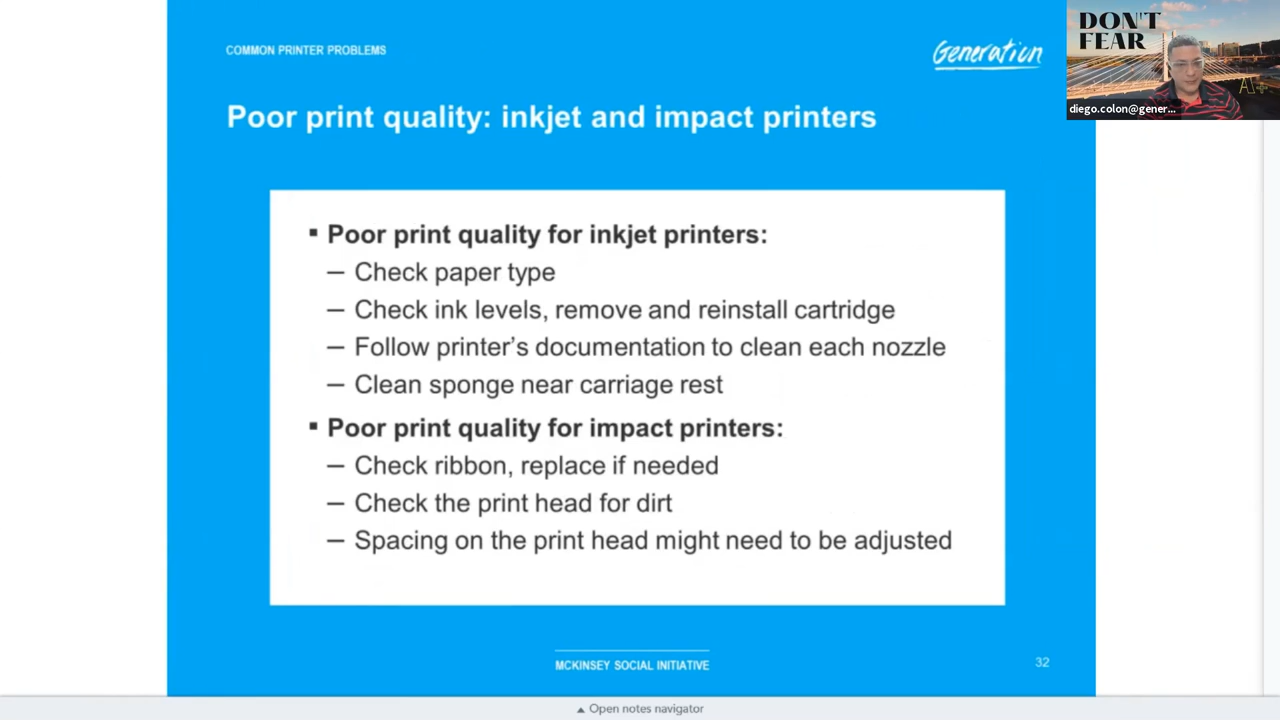 COMMON PRINTER PROBLEMS
Generation
DON'T
FEAR
A+
diego.colon@gener...
Poor print quality: inkjet and impact printers
▪ Poor print quality for inkjet printers:
– Check paper type
– Check ink levels, remove and reinstall cartridge
– Follow printer’s documentation to clean each nozzle
– Clean sponge near carriage rest
▪ Poor print quality for impact printers:
– Check ribbon, replace if needed
– Check the print head for dirt
– Spacing on the print head might need to be adjusted
MCKINSEY SOCIAL INITIATIVE
32
▲ Open notes navigator